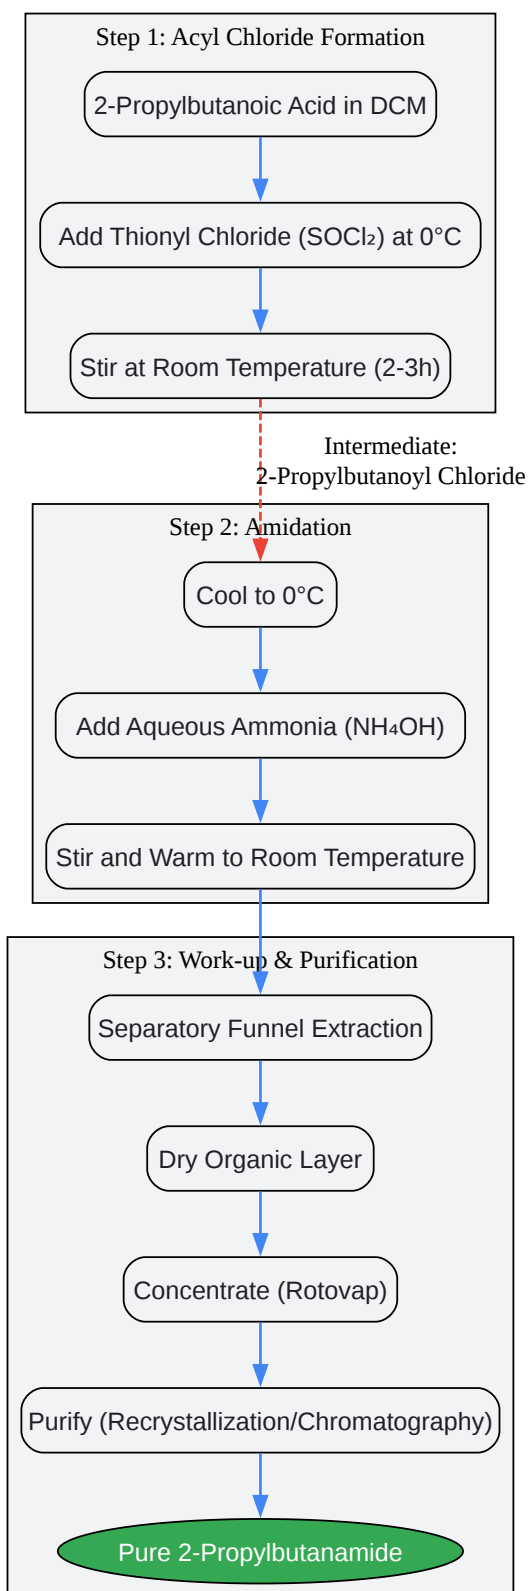 Step 1: Acyl Chloride Formation
2-Propylbutanoic Acid in DCM
Add Thionyl Chloride (SOCl₂) at 0°C
Stir at Room Temperature (2-3h)
Intermediate:
2-Propylbutanoyl Chloride
Step 2: Amidation
Cool to 0°C
Add Aqueous Ammonia (NH₄OH)
Stir and Warm to Room Temperature
Step 3: Work-up & Purification
Separatory Funnel Extraction
Dry Organic Layer
Concentrate (Rotovap)
Purify (Recrystallization/Chromatography)
Pure 2-Propylbutanamide